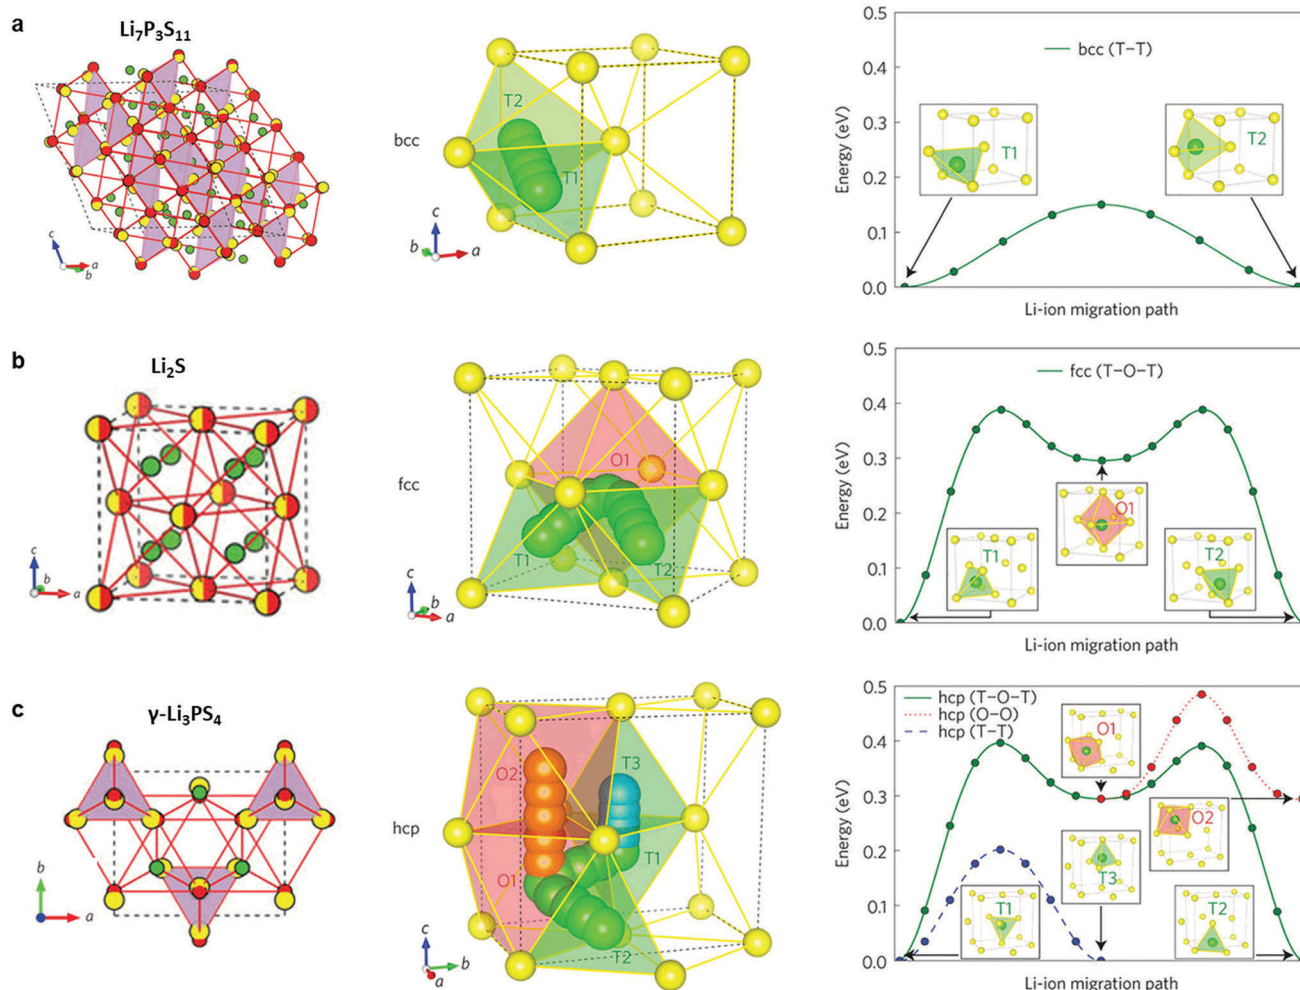 a
Li₇P₃S₁₁
c
a
b
bcc
T2
T1
c
b
a
0.5
0.4
0.3
0.2
0.1
0.0
Energy (eV)
bcc (T–T)
T1
T2
Li-ion migration path
b
Li₂S
c
b
a
fcc
O1
T1
T2
c
b
a
0.5
0.4
0.3
0.2
0.1
0.0
Energy (eV)
fcc (T–O–T)
O1
T1
T2
Li-ion migration path
c
γ-Li₃PS₄
b
a
hcp
O2
T3
T1
O1
T2
c
b
a
0.5
0.4
0.3
0.2
0.1
0.0
Energy (eV)
hcp (T–O–T)
hcp (O–O)
hcp (T–T)
O1
O2
T3
T1
T2
Li-ion migration path